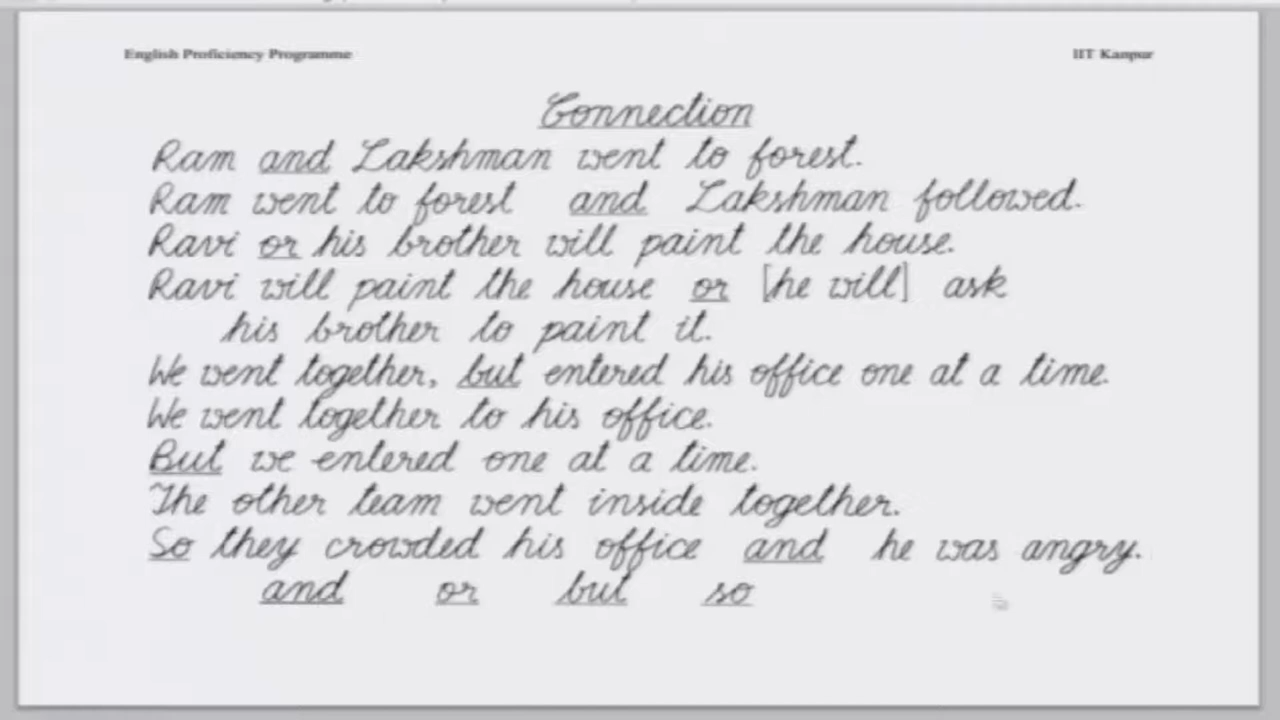 English Proficiency Programme IIT Kanpur
Connection
Ram and Lakshman went to forest.
Ram went to forest and Lakshman followed.
Ravi or his brother will paint the house.
Ravi will paint the house or [he will] ask
his brother to paint it.
We went together, but entered his office one at a time.
We went together to his office.
But we entered one at a time.
The other team went inside together.
So they crowded his office and he was angry.
and or but so